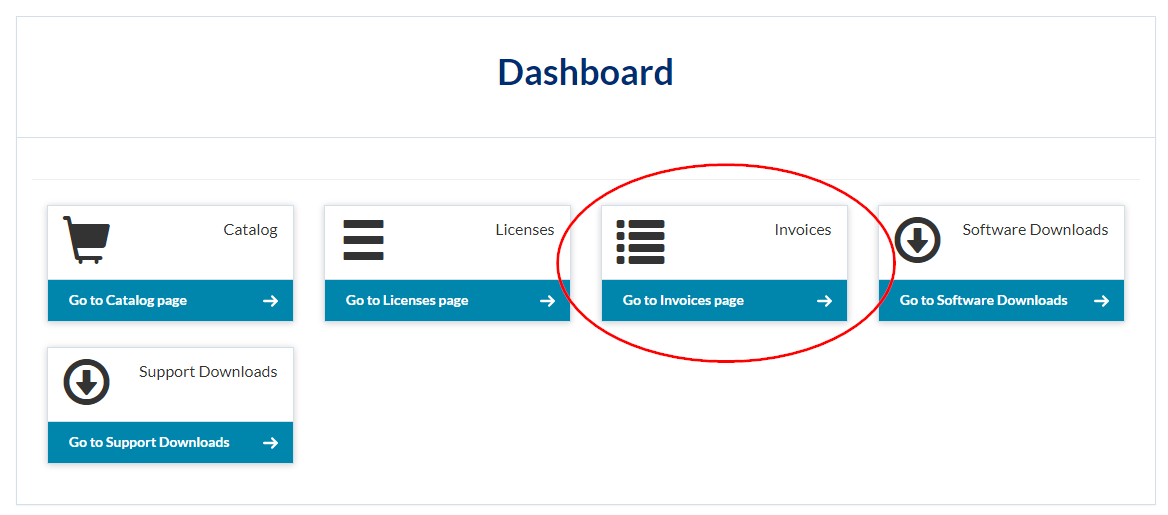 Dashboard
Catalog
Go to Catalog page
Licenses
Go to Licenses page
Invoices
Go to Invoices page
Software Downloads
Go to Software Downloads
Support Downloads
Go to Support Downloads